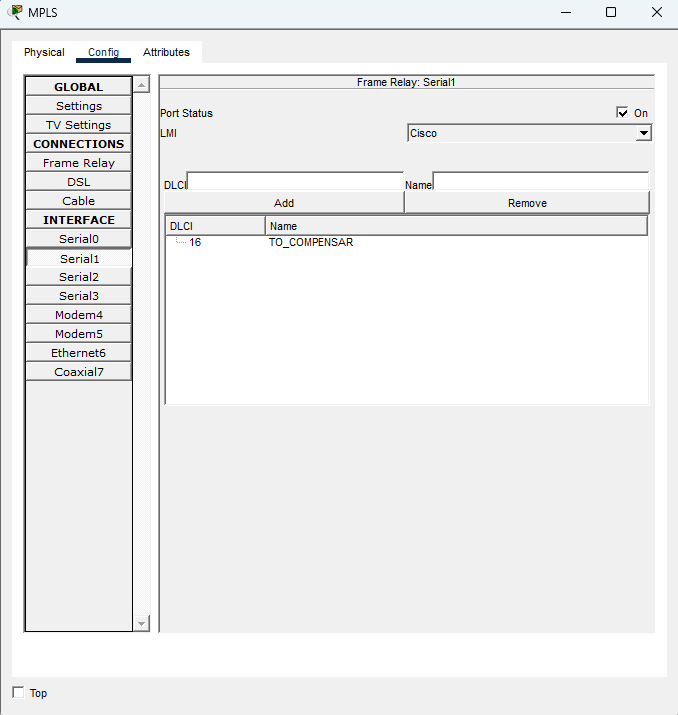 MPLS
Physical Config Attributes
GLOBAL
Settings
TV Settings
CONNECTIONS
Frame Relay
DSL
Cable
INTERFACE
Serial0
Serial1
Serial2
Serial3
Modem4
Modem5
Ethernet6
Coaxial7
Frame Relay: Serial1
Port Status On
LMI Cisco
DLCI Name
Add Remove
DLCI Name
16 TO_COMPENSAR
Top